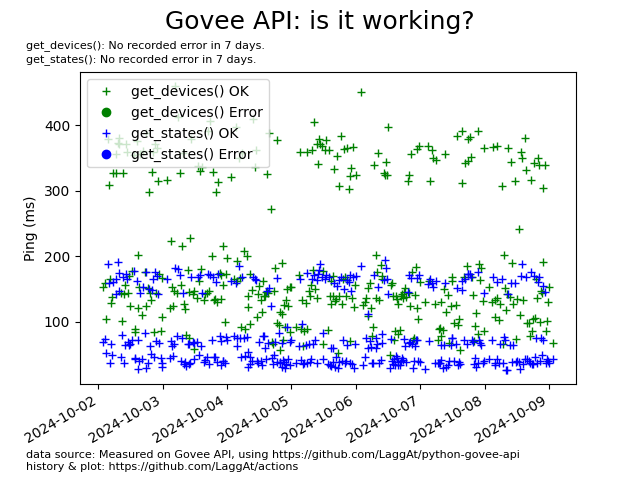 Govee API: is it working?
get_devices(): No recorded error in 7 days.
get_states(): No recorded error in 7 days.
get_devices() OK
get_devices() Error
get_states() OK
get_states() Error
400
300
200
100
Ping (ms)
2024-10-02
2024-10-03
2024-10-04
2024-10-05
2024-10-06
2024-10-07
2024-10-08
2024-10-09
data source: Measured on Govee API, using https://github.com/LaggAt/python-govee-api
history & plot: https://github.com/LaggAt/actions